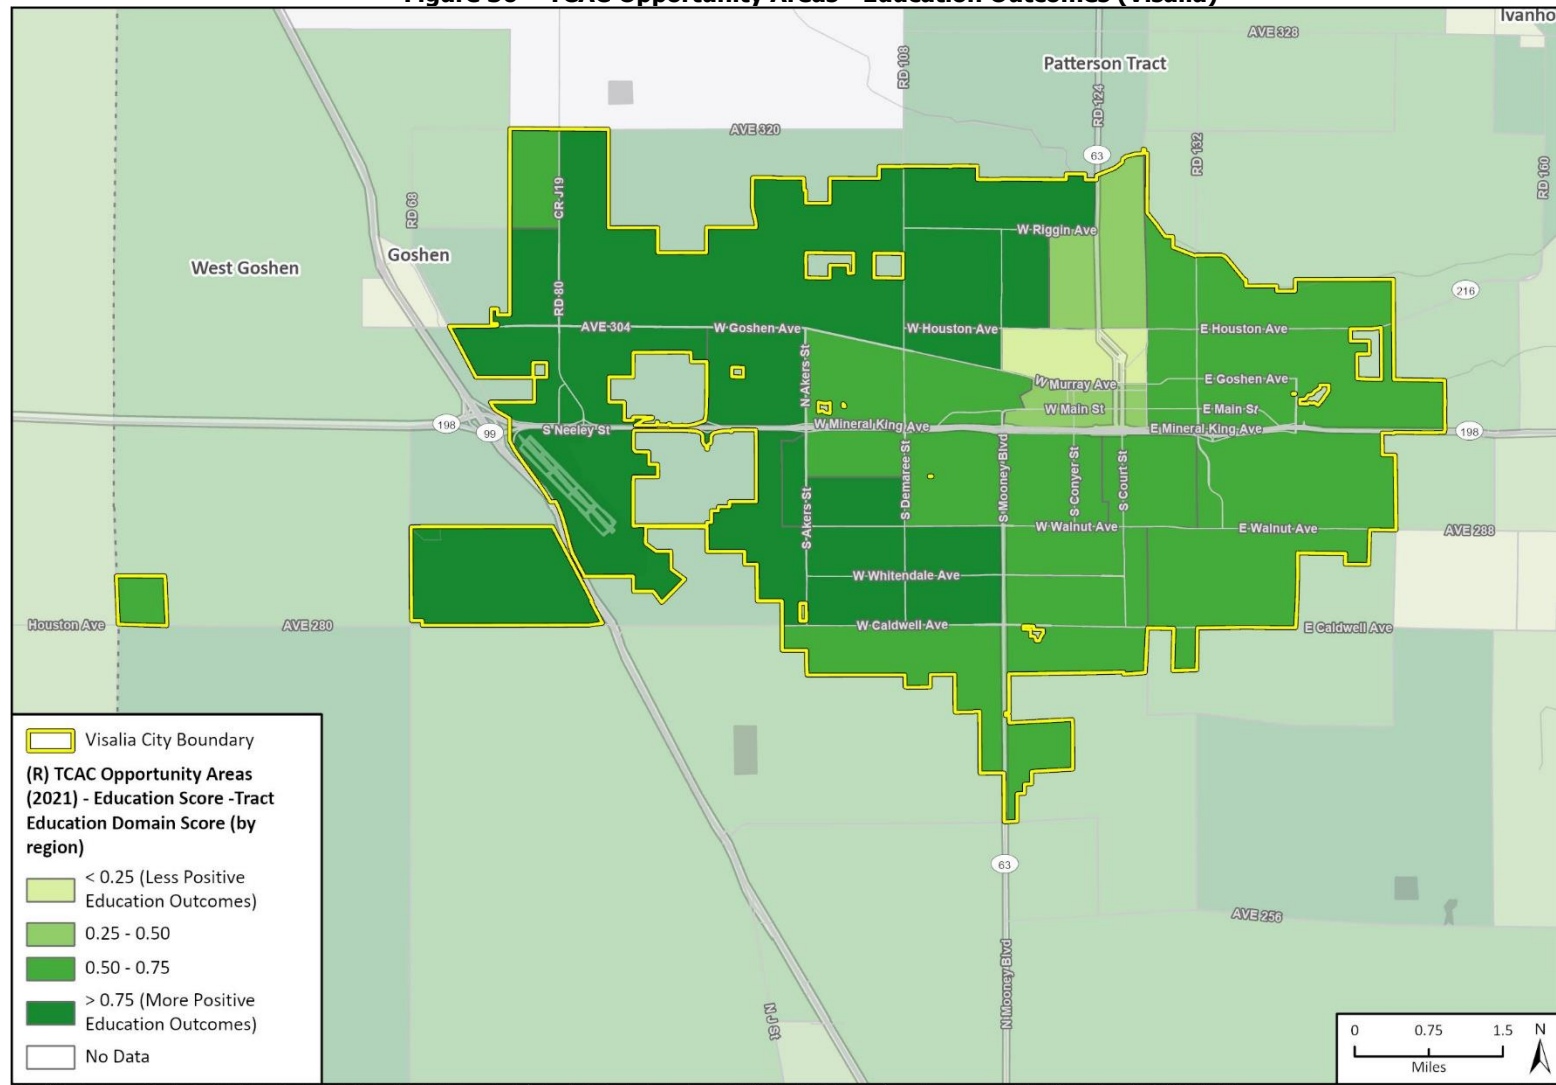 Ivanho
AVE 328
Patterson Tract
RD 108
RD 124
AVE 320
63
RD 132
RD 160
CR-J19
RD 68
W Riggin Ave
Goshen
West Goshen
216
RD 80
AVE 304
W Goshen Ave
W Houston Ave
E Houston Ave
N Akers St
W Murray Ave
E Goshen Ave
W Main St
E Main St
198
99
S Neeley St
W Mineral King Ave
E Mineral King Ave
198
S Demaree St
S Mooney Blvd
S Conyer St
S Court St
S Akers St
W Walnut Ave
E Walnut Ave
AVE 288
W Whitendale Ave
Houston Ave
AVE 280
W Caldwell Ave
E Caldwell Ave
63
AVE 256
N Mooney Blvd
N J St
Visalia City Boundary
(R) TCAC Opportunity Areas
(2021) - Education Score -Tract
Education Domain Score (by
region)
< 0.25 (Less Positive
Education Outcomes)
0.25 - 0.50
0.50 - 0.75
> 0.75 (More Positive
Education Outcomes)
No Data
0 0.75 1.5 N
Miles